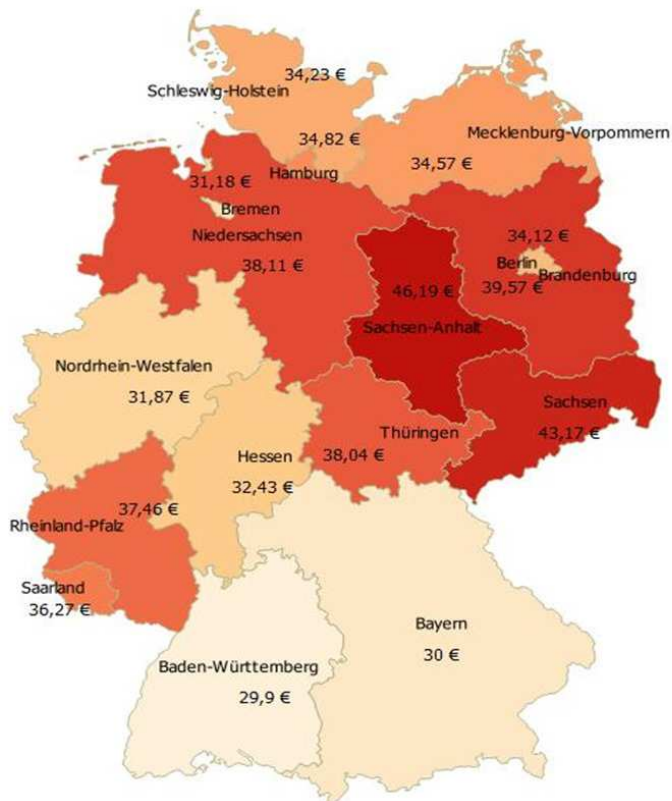 34,23 €
Schleswig-Holstein
34,82 €
Mecklenburg-Vorpommern
34,57 €
Hamburg
31,18 €
Bremen
Niedersachsen
38,11 €
34,12 €
Berlin
Brandenburg
39,57 €
46,19 €
Sachsen-Anhalt
Nordrhein-Westfalen
31,87 €
Sachsen
43,17 €
Thüringen
38,04 €
Hessen
32,43 €
37,46 €
Rheinland-Pfalz
Saarland
36,27 €
Bayern
30 €
Baden-Württemberg
29,9 €